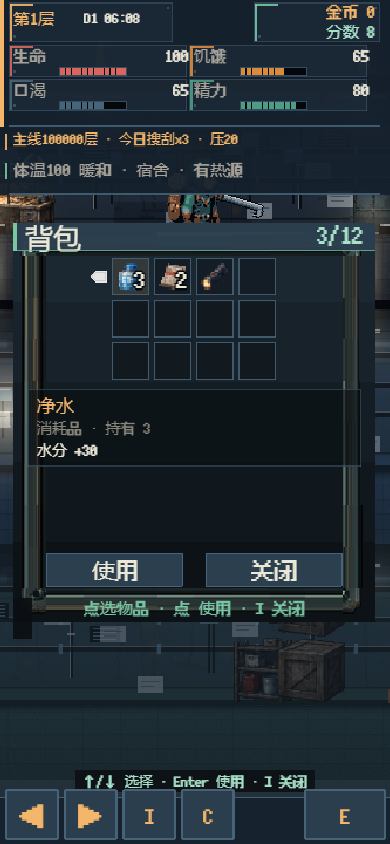 第1层 D1 06:08 金币 0
分数 8
生命 100 饥饿 65
口渴 65 精力 80
主线100000层 · 今日搜刮x3 · 压20
体温100 暖和 · 宿舍 · 有热源
背包 3/12
3 2
净水
消耗品 · 持有 3
水分 +30
使用 关闭
点选物品 · 点 使用 · I 关闭
↑/↓ 选择 · Enter 使用 · I 关闭
I C E